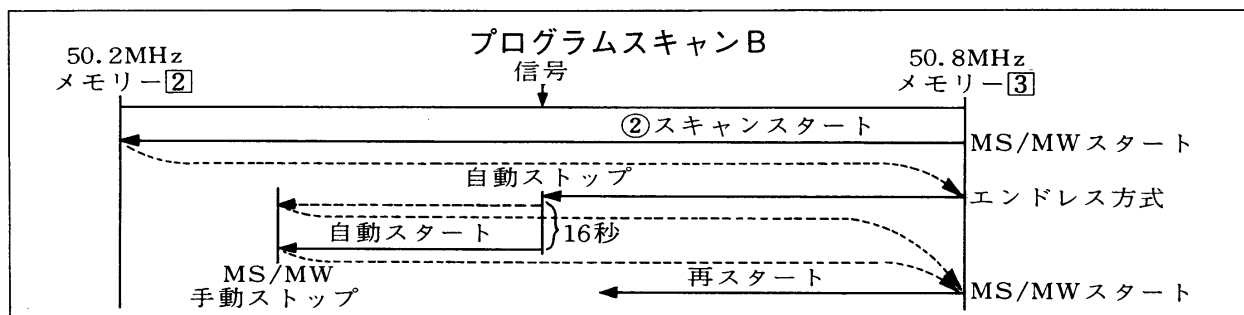 プログラムスキャンB
50.2MHz
メモリー2
信号
50.8MHz
メモリー3
②スキャンスタート
MS/MWスタート
自動ストップ
エンドレス方式
自動スタート
16秒
MS/MW
手動ストップ
再スタート
MS/MWスタート